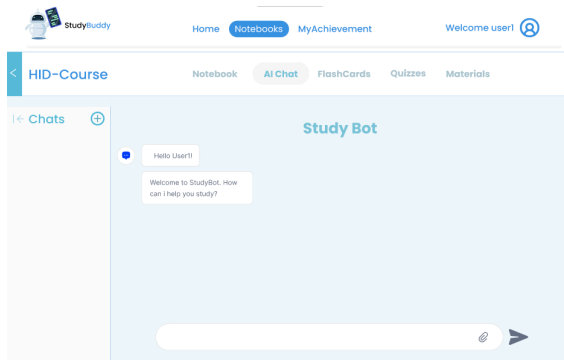 StudyBuddy
Home Notebooks MyAchievement
Welcome user1
< HID-Course
Notebook AI Chat FlashCards Quizzes Materials
Chats
Study Bot
Hello User1!
Welcome to StudyBot. How
can i help you study?